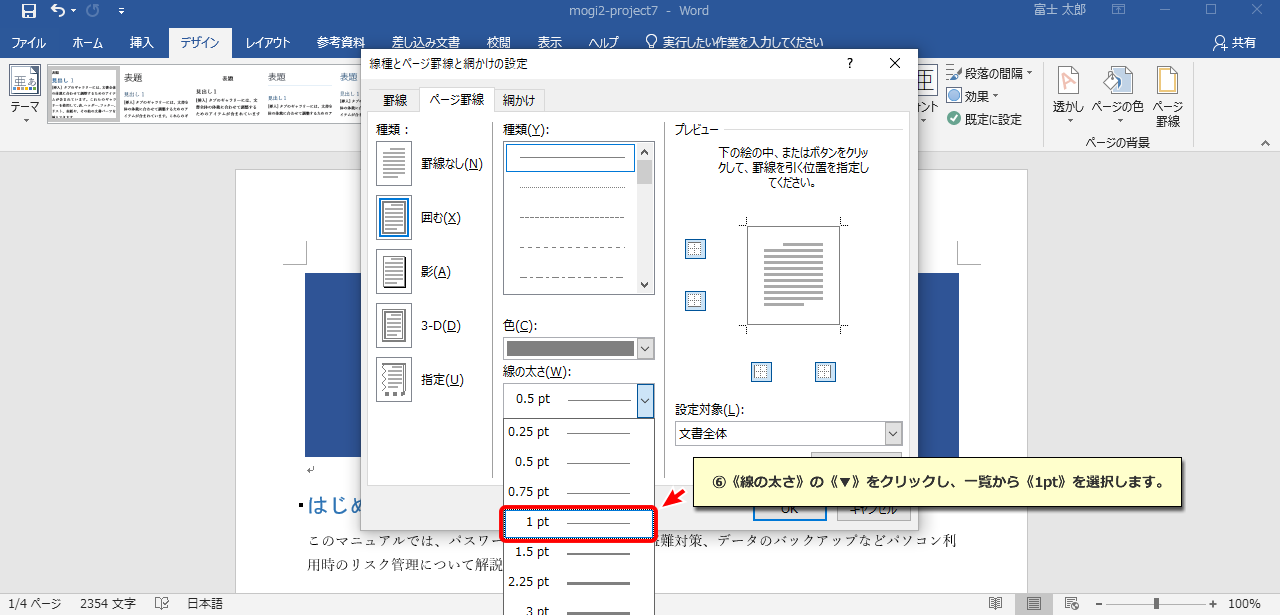 mogi2-project7 - Word
富士 太郎
ファイル
ホーム
挿入
デザイン
レイアウト
参考資料
差し込み文書
校閲
表示
ヘルプ
実行したい作業を入力してください
共有
テーマ
表題
見出し 1
表題
見出し 1
表題
見出し 1
表題
見出し 1
表題
段落の間隔
効果
既定に設定
透かし
ページの色
ページ
罫線
ページの背景
線種とページ罫線と網かけの設定
?
罫線
ページ罫線
網かけ
種類：
罫線なし(N)
囲む(X)
影(A)
3-D(D)
指定(U)
種類(Y):
色(C):
線の太さ(W):
0.5 pt
0.25 pt
0.5 pt
0.75 pt
1 pt
1.5 pt
2.25 pt
3 pt
プレビュー
下の絵の中、またはボタンをクリッ
クして、罫線を引く位置を指定し
てください。
設定対象(L):
文書全体
OK
キャンセル
⑥《線の太さ》の《▼》をクリックし、一覧から《1pt》を選択します。
はじめ
このマニュアルでは、パスワー
難対策、データのバックアップなどパソコン利
用時のリスク管理について解説
1/4 ページ
2354 文字
日本語
100%